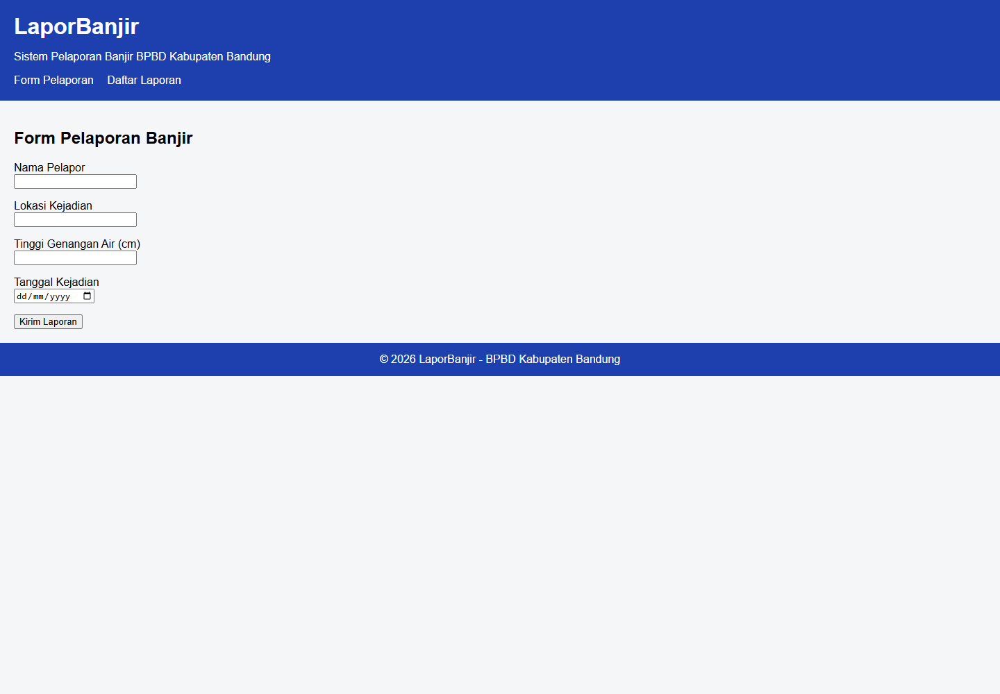 LaporBanjir
Sistem Pelaporan Banjir BPBD Kabupaten Bandung
Form Pelaporan Daftar Laporan
Form Pelaporan Banjir
Nama Pelapor
Lokasi Kejadian
Tinggi Genangan Air (cm)
Tanggal Kejadian
dd/mm/yyyy
Kirim Laporan
© 2026 LaporBanjir - BPBD Kabupaten Bandung